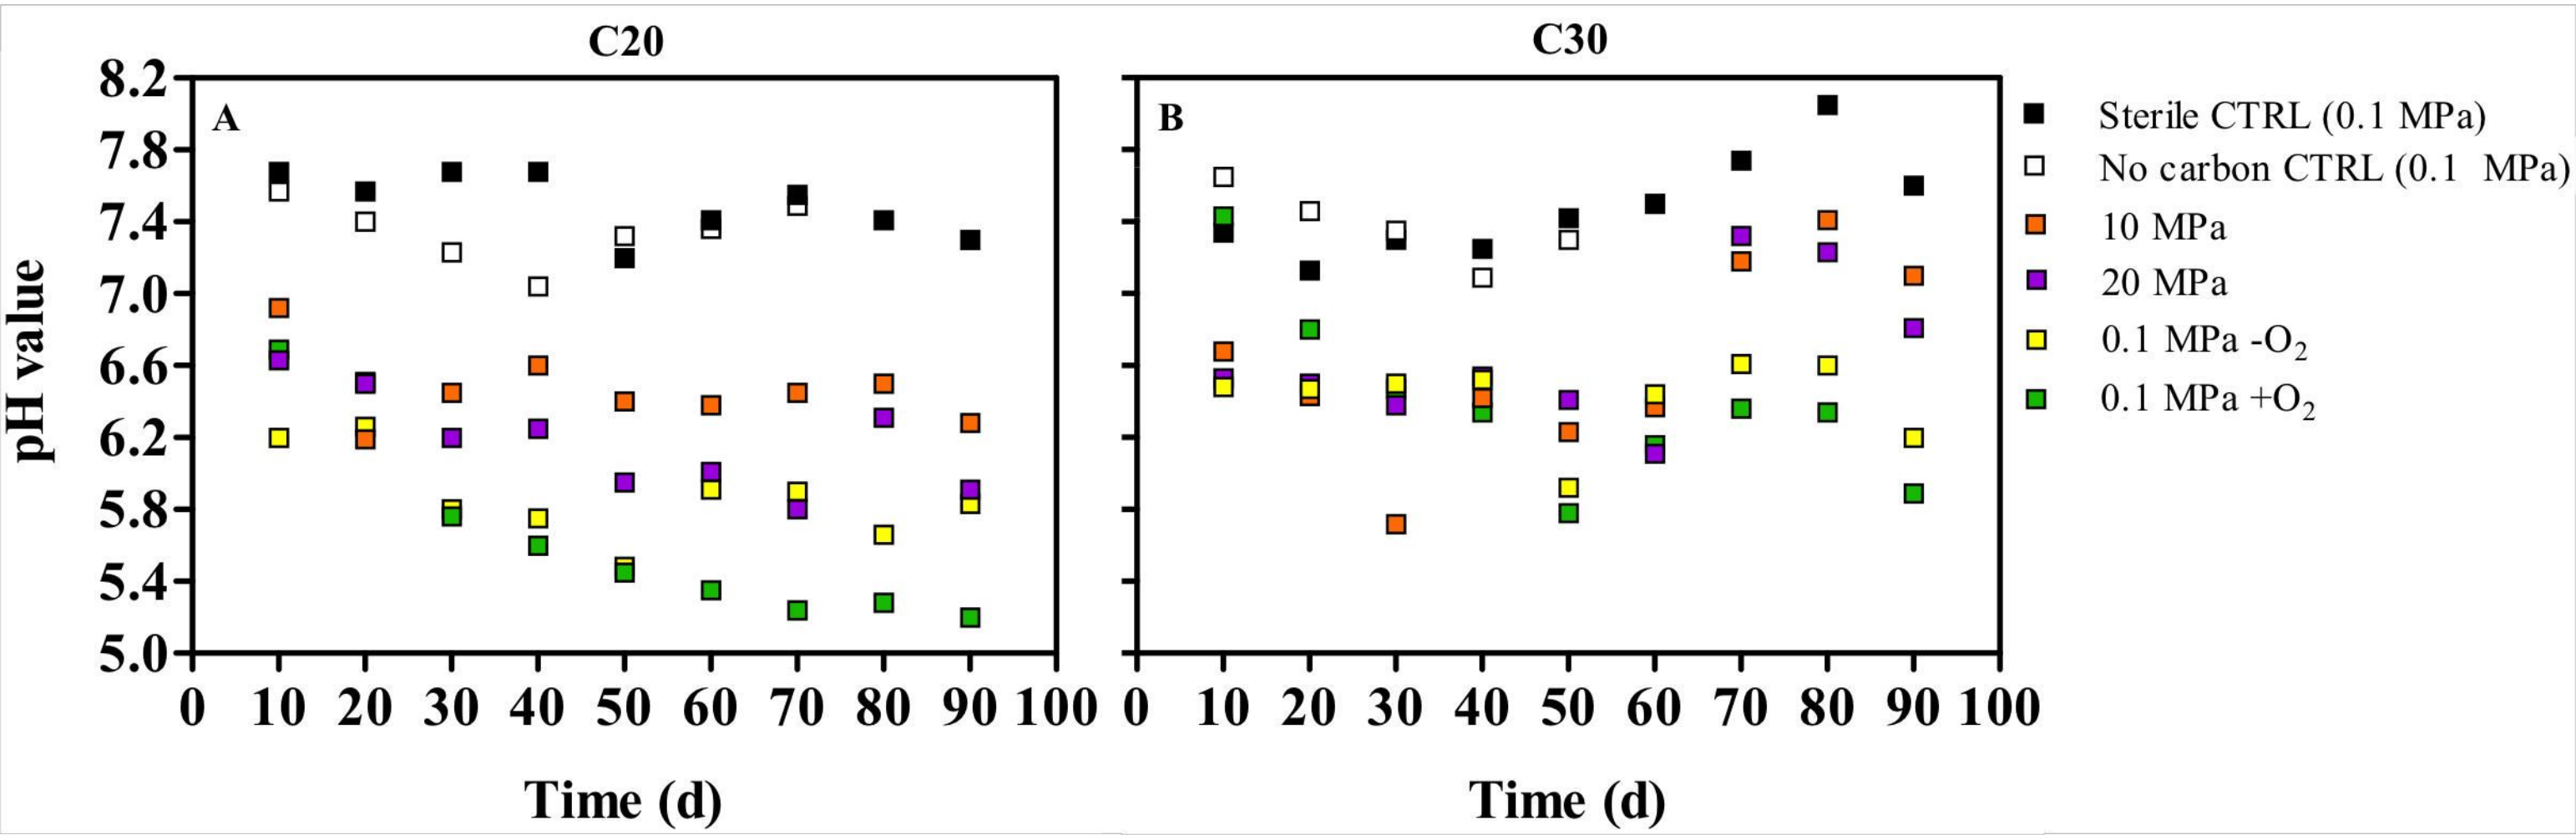 C20
C30
8.2
7.8
7.4
7.0
6.6
6.2
5.8
5.4
5.0
pH value
A
B
0 10 20 30 40 50 60 70 80 90 100
0 10 20 30 40 50 60 70 80 90 100
Time (d)
Time (d)
Sterile CTRL (0.1 MPa)
No carbon CTRL (0.1 MPa)
10 MPa
20 MPa
0.1 MPa -O₂
0.1 MPa +O₂